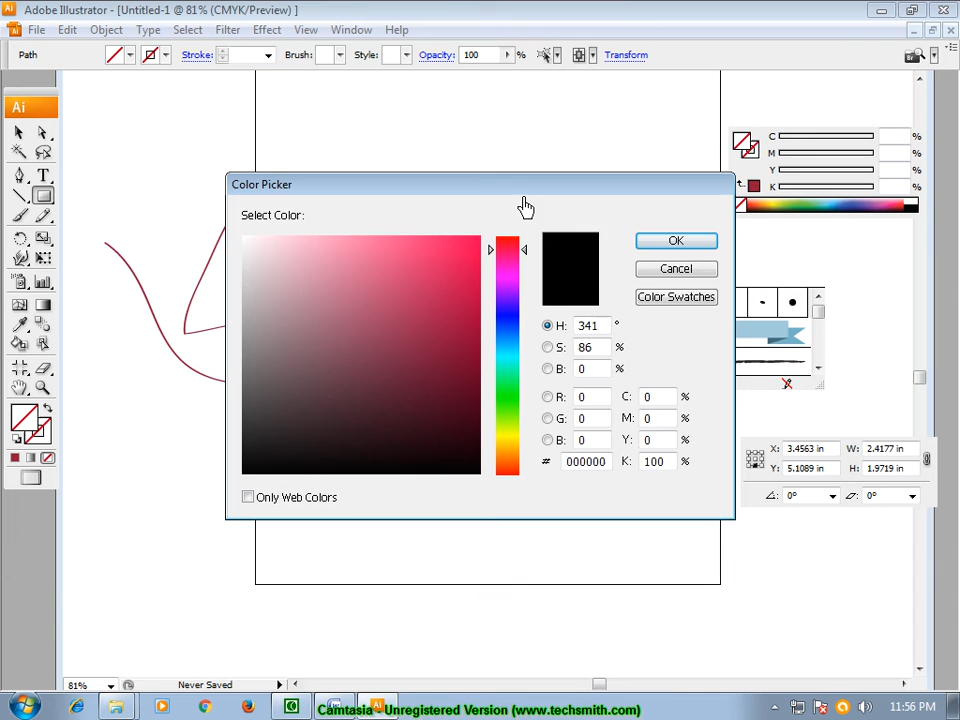 Adobe Illustrator - [Untitled-1 @ 81% (CMYK/Preview) ]
File Edit Object Type Select Filter Effect View Window Help
Path Stroke: Brush: Style: Opacity: 100 % Transform
Ai
C %
M %
Y %
K %
Color Picker
Select Color:
OK
Cancel
Color Swatches
H: 341 °
S: 86 %
B: 0 %
R: 0 C: 0 %
G: 0 M: 0 %
B: 0 Y: 0 %
# 000000 K: 100 %
Only Web Colors
X: 3.4563 in W: 2.4177 in
Y: 5.1089 in H: 1.9719 in
0° 0°
81% Never Saved
Camtasia - Unregistered Version (www.techsmith.com)
11:56 PM